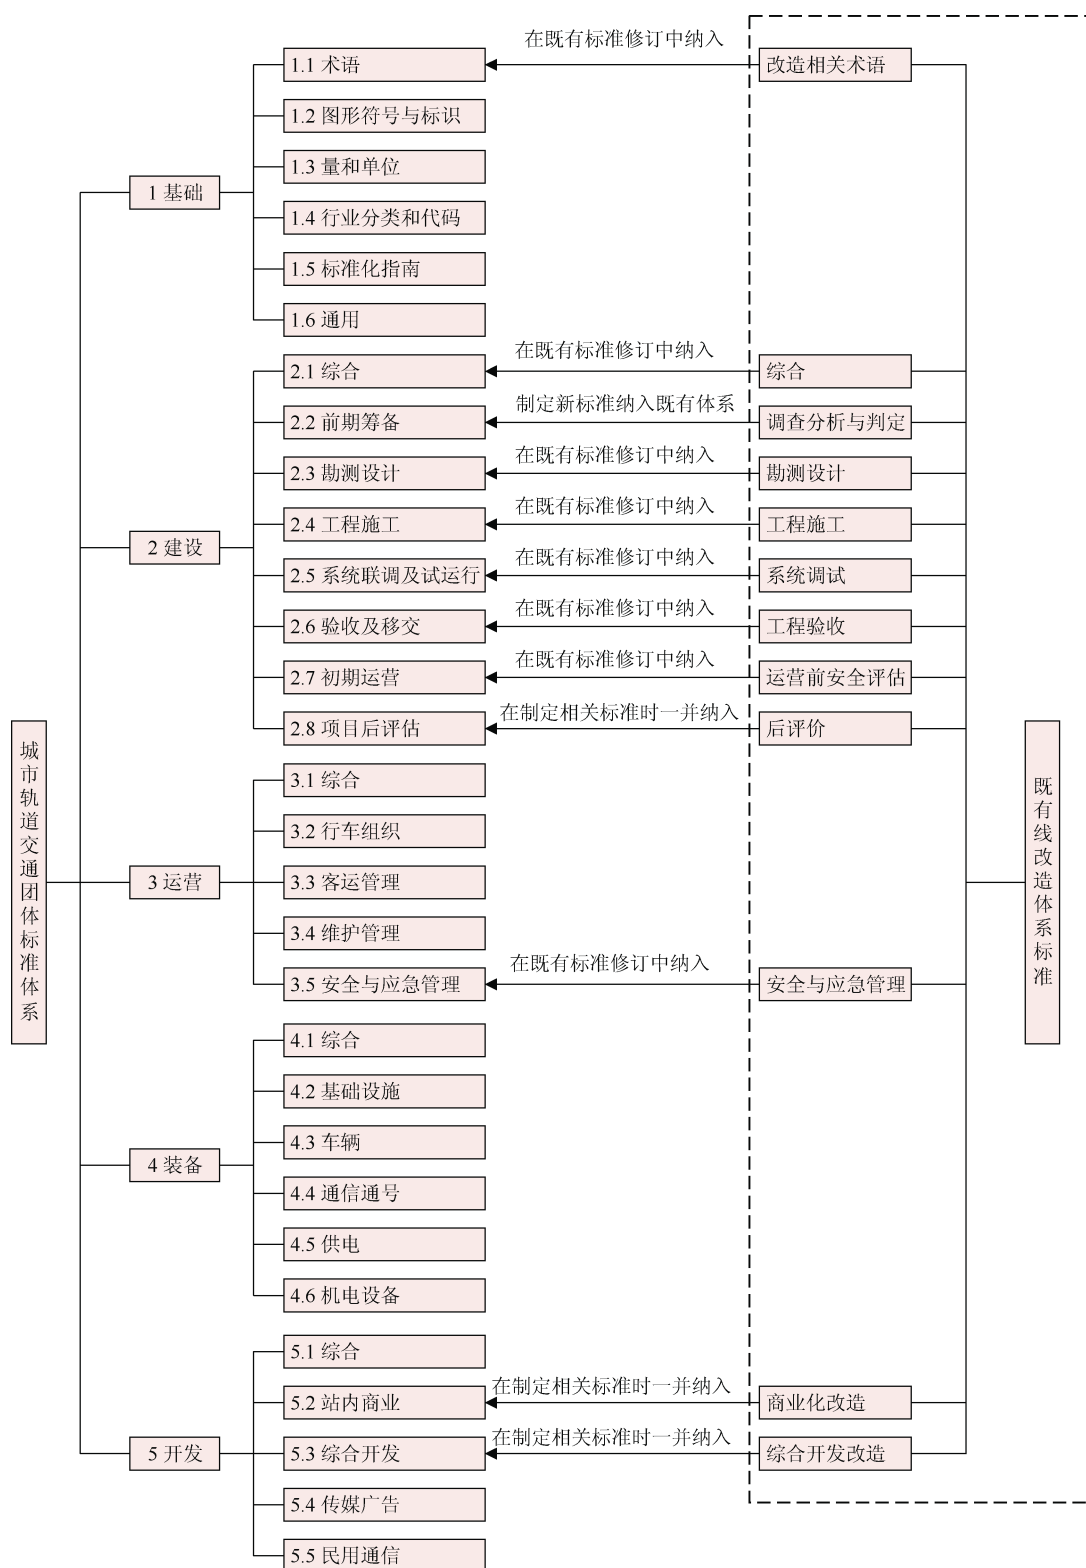 城市轨道交通团体标准体系
1 基础
1.1 术语
在既有标准修订中纳入
改造相关术语
1.2 图形符号与标识
1.3 量和单位
1.4 行业分类和代码
1.5 标准化指南
1.6 通用
2 建设
2.1 综合
在既有标准修订中纳入
综合
2.2 前期筹备
制定新标准纳入既有体系
调查分析与判定
2.3 勘测设计
在既有标准修订中纳入
勘测设计
2.4 工程施工
在既有标准修订中纳入
工程施工
2.5 系统联调及试运行
在既有标准修订中纳入
系统调试
2.6 验收及移交
在既有标准修订中纳入
工程验收
2.7 初期运营
在既有标准修订中纳入
运营前安全评估
2.8 项目后评估
在制定相关标准时一并纳入
后评价
3 运营
3.1 综合
3.2 行车组织
3.3 客运管理
3.4 维护管理
3.5 安全与应急管理
在既有标准修订中纳入
安全与应急管理
4 装备
4.1 综合
4.2 基础设施
4.3 车辆
4.4 通信通号
4.5 供电
4.6 机电设备
5 开发
5.1 综合
5.2 站内商业
在制定相关标准时一并纳入
商业化改造
5.3 综合开发
在制定相关标准时一并纳入
综合开发改造
5.4 传媒广告
5.5 民用通信
既有线改造体系标准